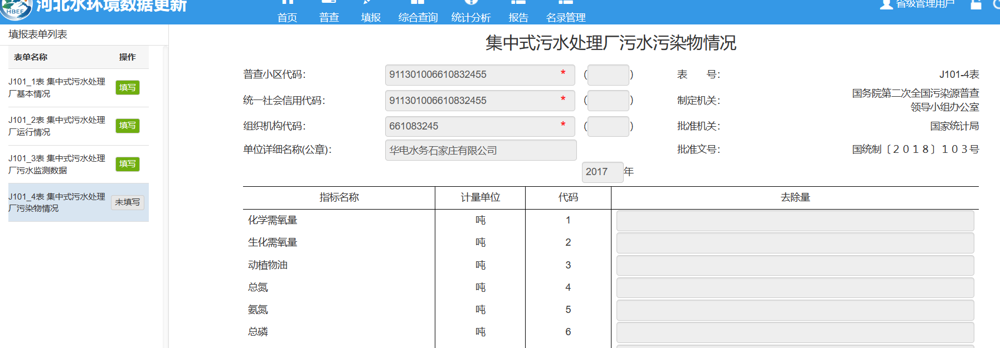 HBEE
河北水环境数据更新
首页 普查 填报 综合查询 统计分析 报告 名录管理
省级管理用户
填报表单列表
表单名称 操作
J101_1表 集中式污水处理
厂基本情况
填写
J101_2表 集中式污水处理
厂运行情况
填写
J101_3表 集中式污水处理
厂污水监测数据
填写
J101_4表 集中式污水处理
厂污染物情况
未填写
集中式污水处理厂污水污染物情况
普查小区代码： 911301006610832455 * ( ) 表 号： J101-4表
统一社会信用代码： 911301006610832455 * ( ) 制定机关： 国务院第二次全国污染源普查
领导小组办公室
组织机构代码： 661083245 * ( ) 批准机关： 国家统计局
单位详细名称(公章)： 华电水务石家庄有限公司 批准文号： 国统制〔２０１８〕１０３号
2017 年
指标名称 计量单位 代码 去除量
化学需氧量 吨 1
生化需氧量 吨 2
动植物油 吨 3
总氮 吨 4
氨氮 吨 5
总磷 吨 6